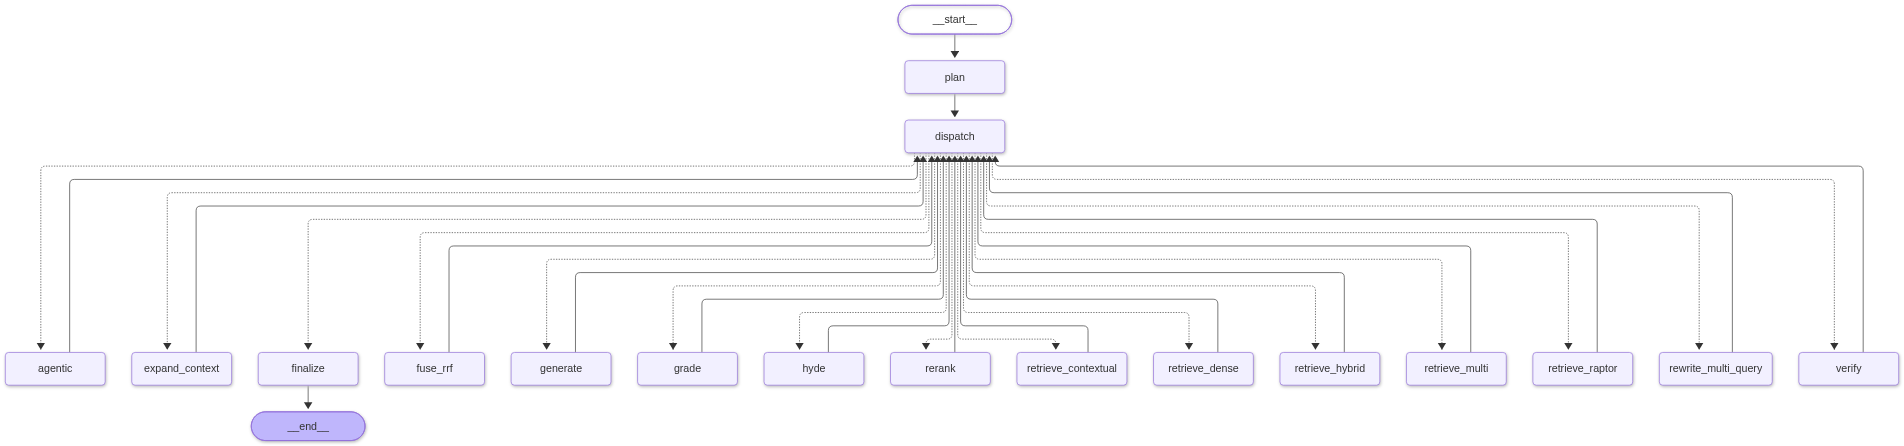 __start__
plan
dispatch
agentic
expand_context
finalize
fuse_rrf
generate
grade
hyde
rerank
retrieve_contextual
retrieve_dense
retrieve_hybrid
retrieve_multi
retrieve_raptor
rewrite_multi_query
verify
__end__